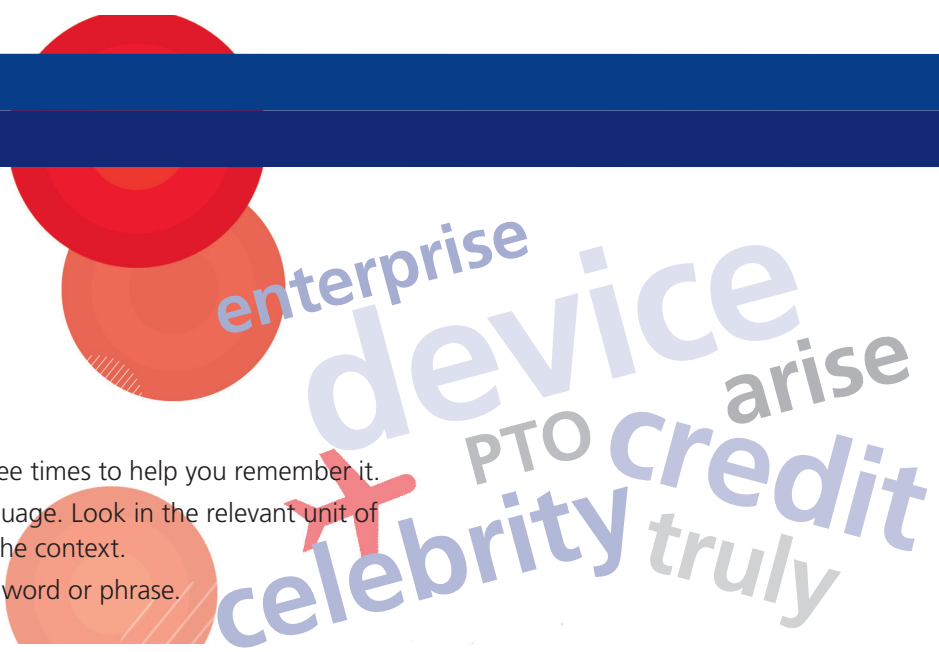 enterprise
device
arise
PTO
credit
ee times to help you remember it.
uage. Look in the relevant unit of
he context.
celebrity
truly
word or phrase.